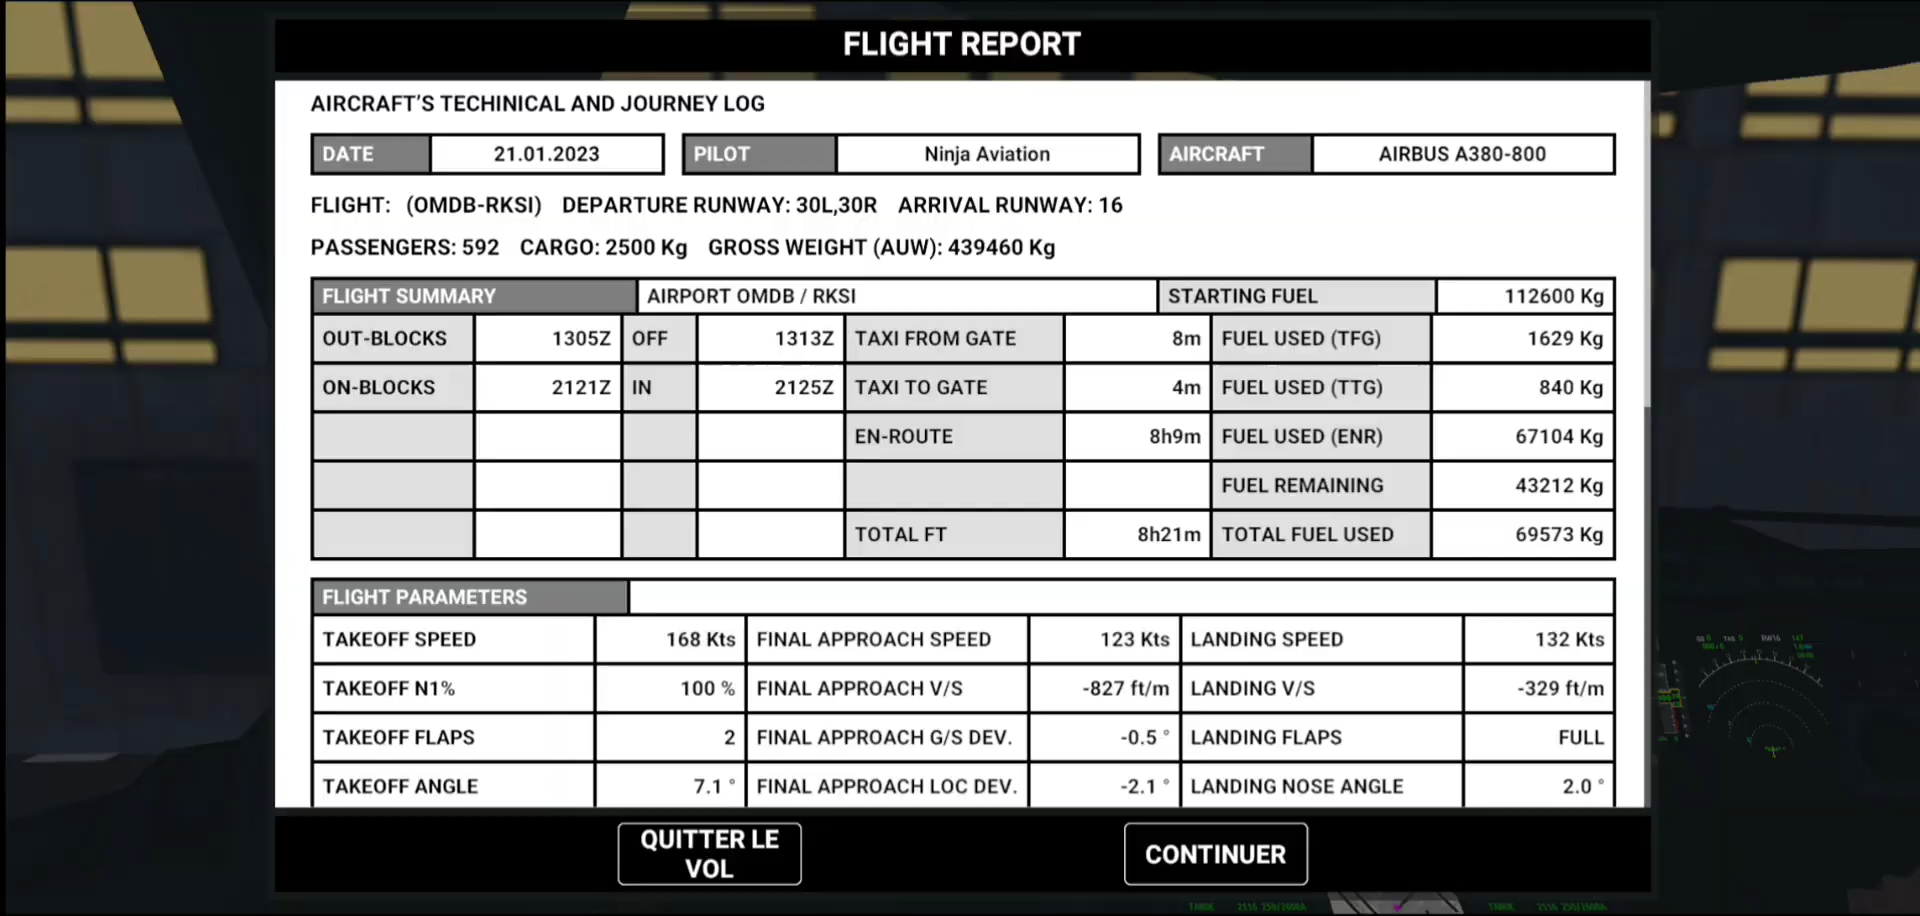 FLIGHT REPORT
AIRCRAFT'S TECHINICAL AND JOURNEY LOG
DATE 21.01.2023 PILOT Ninja Aviation AIRCRAFT AIRBUS A380-800
FLIGHT: (OMDB-RKSI) DEPARTURE RUNWAY: 30L,30R ARRIVAL RUNWAY: 16
PASSENGERS: 592 CARGO: 2500 Kg GROSS WEIGHT (AUW): 439460 Kg
FLIGHT SUMMARY AIRPORT OMDB / RKSI STARTING FUEL 112600 Kg
OUT-BLOCKS 1305Z OFF 1313Z TAXI FROM GATE 8m FUEL USED (TFG) 1629 Kg
ON-BLOCKS 2121Z IN 2125Z TAXI TO GATE 4m FUEL USED (TTG) 840 Kg
EN-ROUTE 8h9m FUEL USED (ENR) 67104 Kg
FUEL REMAINING 43212 Kg
TOTAL FT 8h21m TOTAL FUEL USED 69573 Kg
FLIGHT PARAMETERS
TAKEOFF SPEED 168 Kts FINAL APPROACH SPEED 123 Kts LANDING SPEED 132 Kts
TAKEOFF N1% 100 % FINAL APPROACH V/S -827 ft/m LANDING V/S -329 ft/m
TAKEOFF FLAPS 2 FINAL APPROACH G/S DEV. -0.5 ° LANDING FLAPS FULL
TAKEOFF ANGLE 7.1 ° FINAL APPROACH LOC DEV. -2.1 ° LANDING NOSE ANGLE 2.0 °
QUITTER LE
VOL
CONTINUER